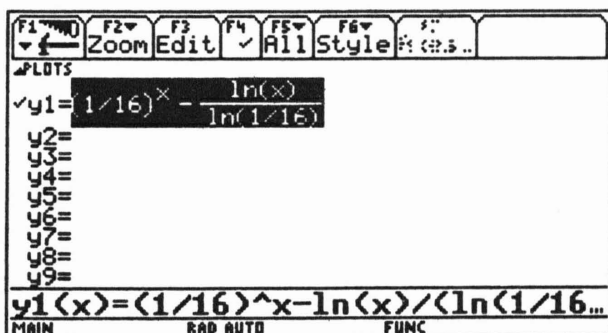 F1 F2 F3 F4 F5 F6
Zoom Edit ✓ All Style
PLOTS
✓y1=(1/16)^x - ln(x)/ln(1/16)
y2=
y3=
y4=
y5=
y6=
y7=
y8=
y9=
y1(x)=(1/16)^x-ln(x)/(ln(1/16…
MAIN RAD AUTO FUNC